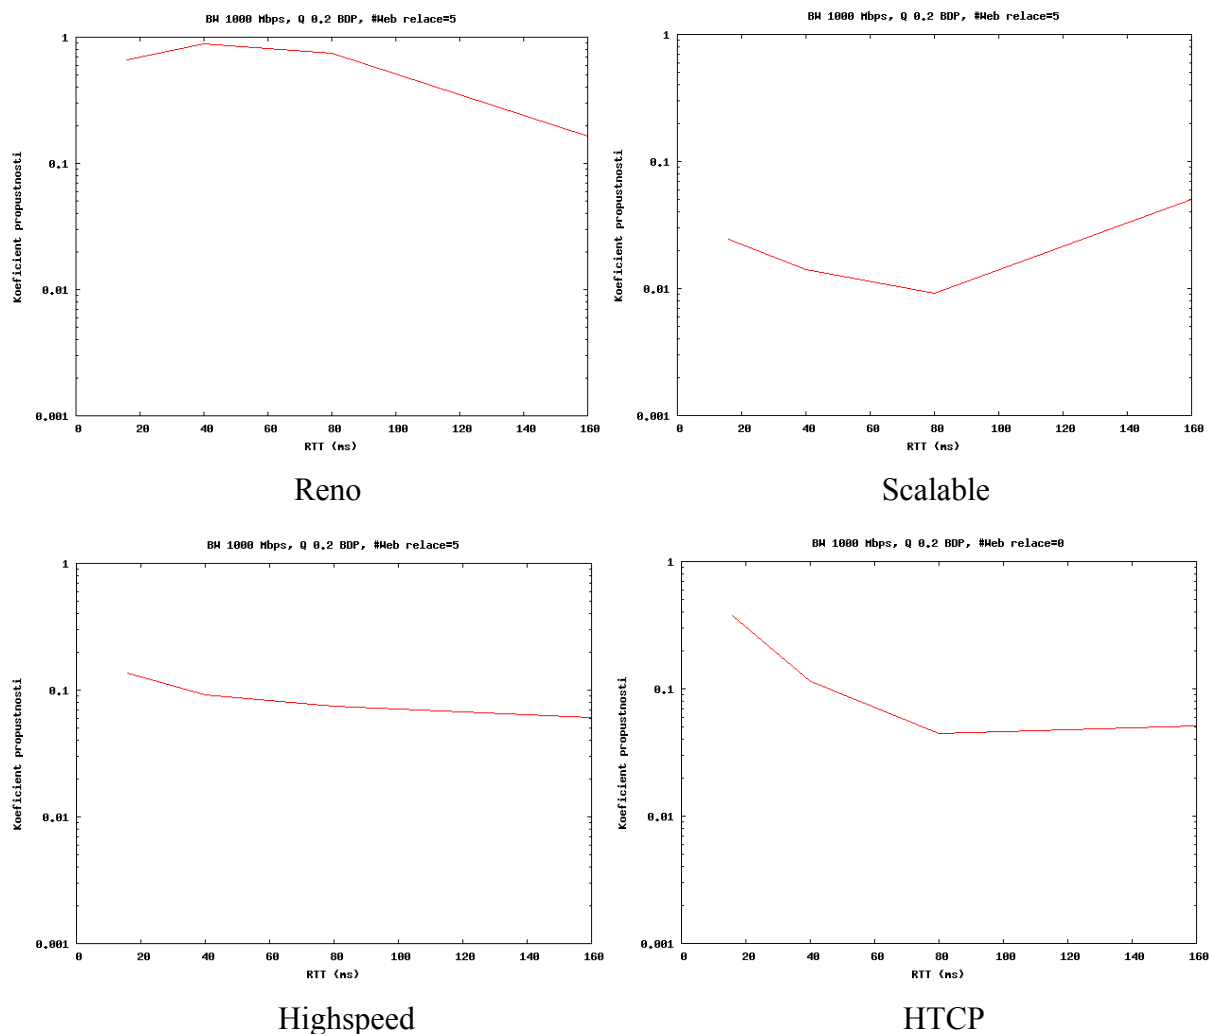 BW 1000 Mbps, Q 0.2 BDP, #Web relace=5
1
0.1
0.01
0.001
Koeficient propustnosti
0 20 40 60 80 100 120 140 160
RTT (ms)
Reno
BW 1000 Mbps, Q 0.2 BDP, #Web relace=5
1
0.1
0.01
0.001
Koeficient propustnosti
0 20 40 60 80 100 120 140 160
RTT (ms)
Scalable
BW 1000 Mbps, Q 0.2 BDP, #Web relace=5
1
0.1
0.01
0.001
Koeficient propustnosti
0 20 40 60 80 100 120 140 160
RTT (ms)
Highspeed
BW 1000 Mbps, Q 0.2 BDP, #Web relace=0
1
0.1
0.01
0.001
Koeficient propustnosti
0 20 40 60 80 100 120 140 160
RTT (ms)
HTCP